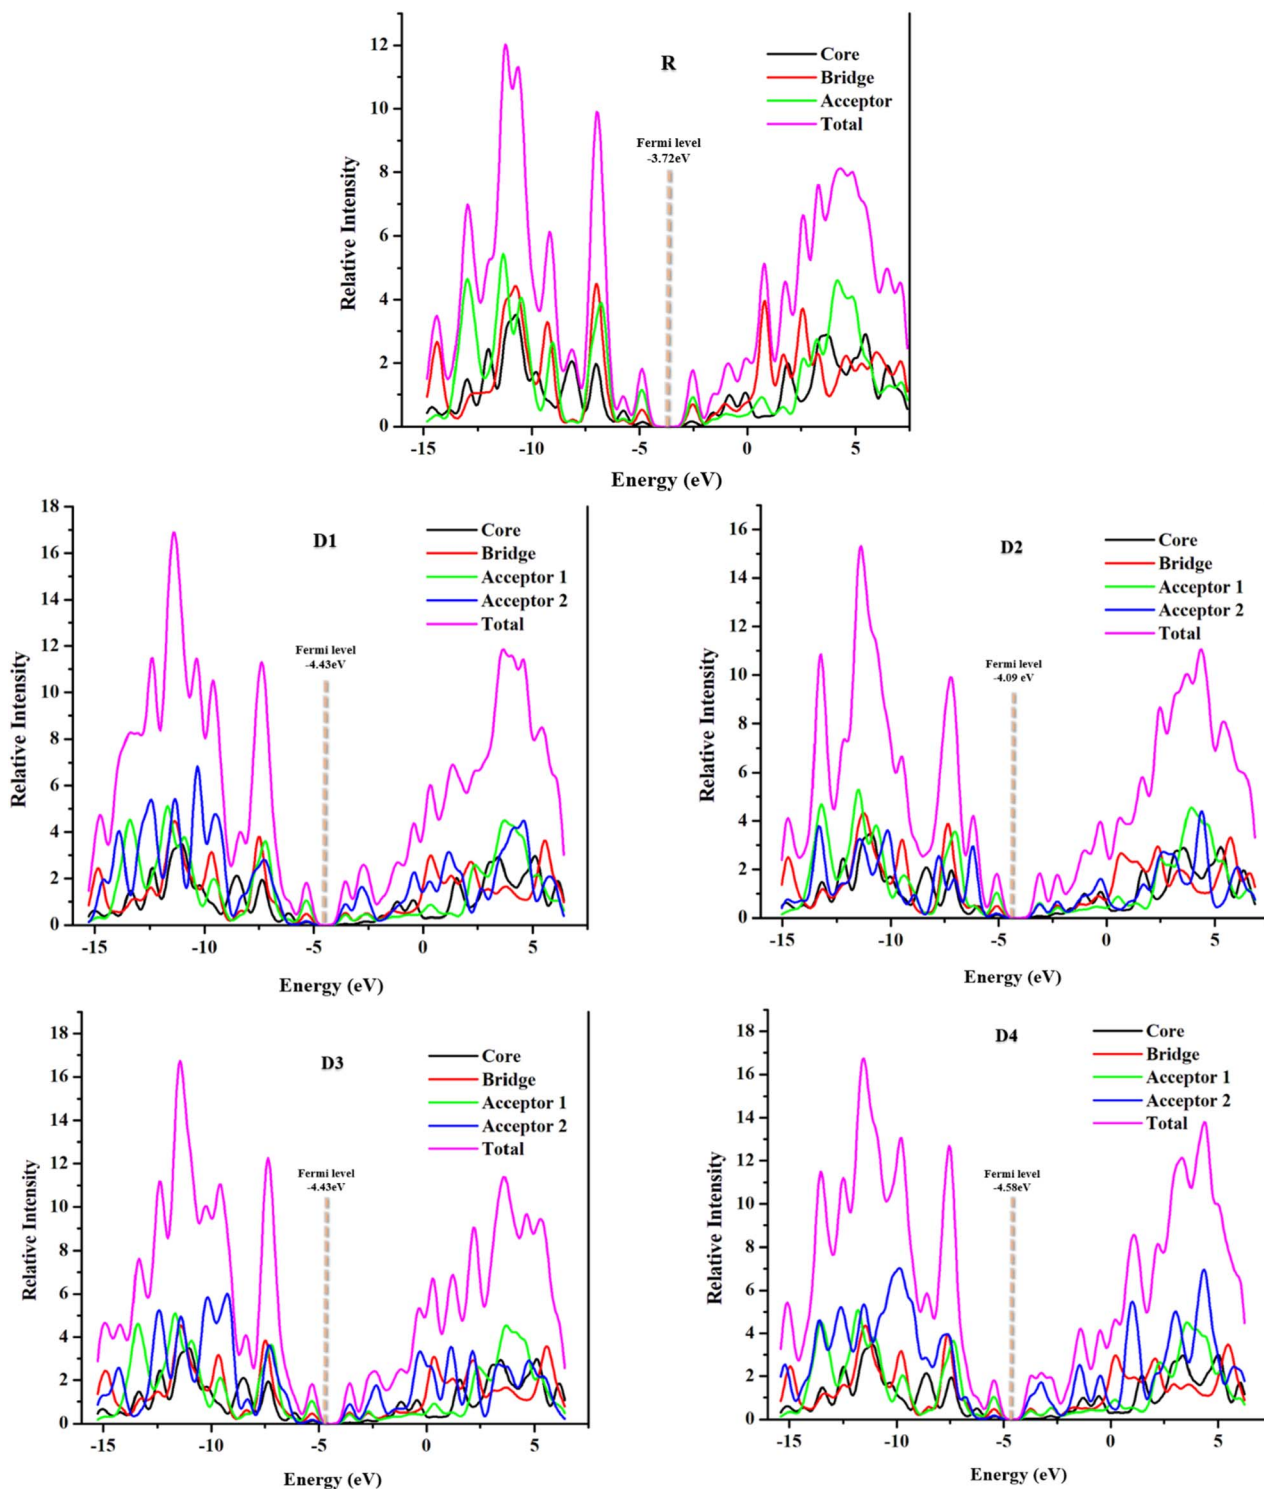 R
Core
Bridge
Acceptor
Total
Fermi level
-3.72eV
12
10
8
6
4
2
0
Relative Intensity
-15
-10
-5
0
5
Energy (eV)
D1
Core
Bridge
Acceptor 1
Acceptor 2
Total
Fermi level
-4.43eV
18
16
14
12
10
8
6
4
2
0
Relative Intensity
-15
-10
-5
0
5
Energy (eV)
D2
Core
Bridge
Acceptor 1
Acceptor 2
Total
Fermi level
-4.09 eV
16
14
12
10
8
6
4
2
0
Relative Intensity
-15
-10
-5
0
5
Energy (eV)
D3
Core
Bridge
Acceptor 1
Acceptor 2
Total
Fermi level
-4.43eV
18
16
14
12
10
8
6
4
2
0
Relative Intensity
-15
-10
-5
0
5
Energy (eV)
D4
Core
Bridge
Acceptor 1
Acceptor 2
Total
Fermi level
-4.58eV
18
16
14
12
10
8
6
4
2
0
Relative Intensity
-15
-10
-5
0
5
Energy (eV)